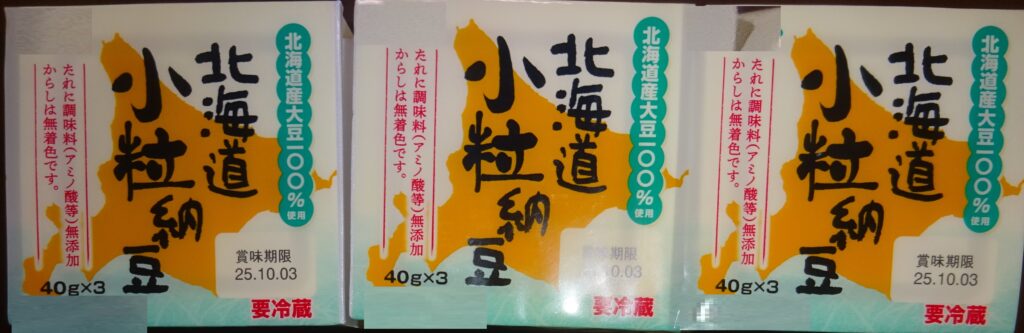 北海道産大豆一〇〇%使用
北海道
小粒納豆
たれに調味料(アミノ酸等)無添加
からしは無着色です。
賞味期限
25.10.03
40g×3
要冷蔵
北海道産大豆一〇〇%使用
北海道
小粒納豆
たれに調味料(アミノ酸等)無添加
からしは無着色です。
賞味期限
25.10.03
40g×3
要冷蔵
北海道産大豆一〇〇%使用
北海道
小粒納豆
たれに調味料(アミノ酸等)無添加
からしは無着色です。
賞味期限
25.10.03
40g×3
要冷蔵